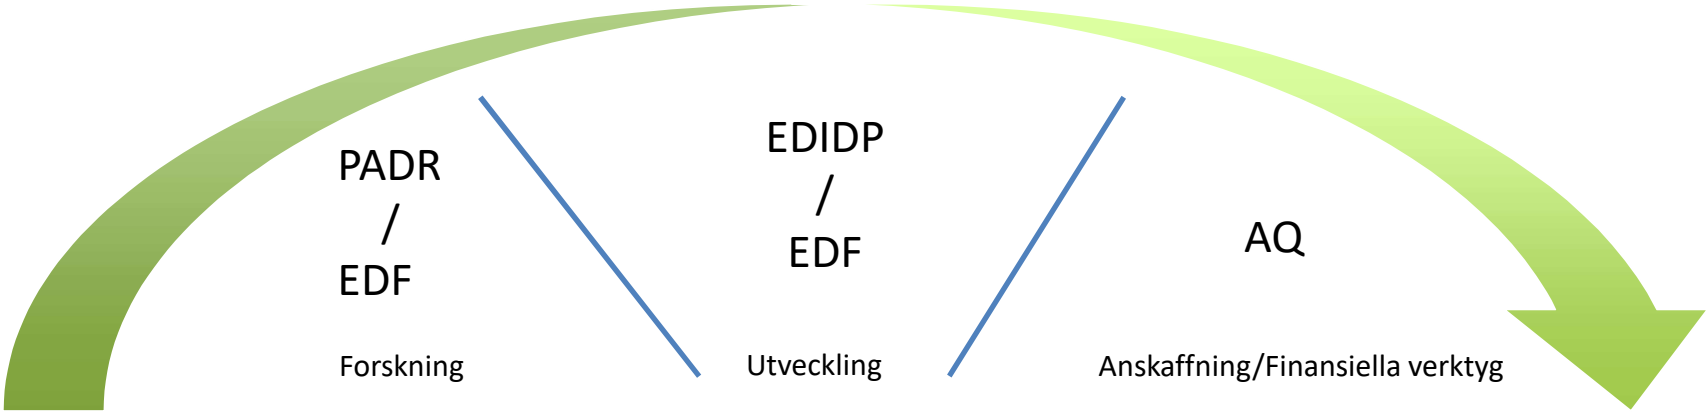 PADR
/
EDF
Forskning
EDIDP
/
EDF
Utveckling
AQ
Anskaffning/Finansiella verktyg